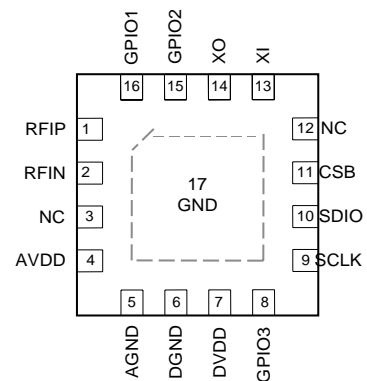 GPIO1
GPIO2
XO
XI
16
15
14
13
RFIP 1
12 NC
RFIN 2
11 CSB
17
GND
NC 3
10 SDIO
AVDD 4
9 SCLK
5
6
7
8
AGND
DGND
DVDD
GPIO3